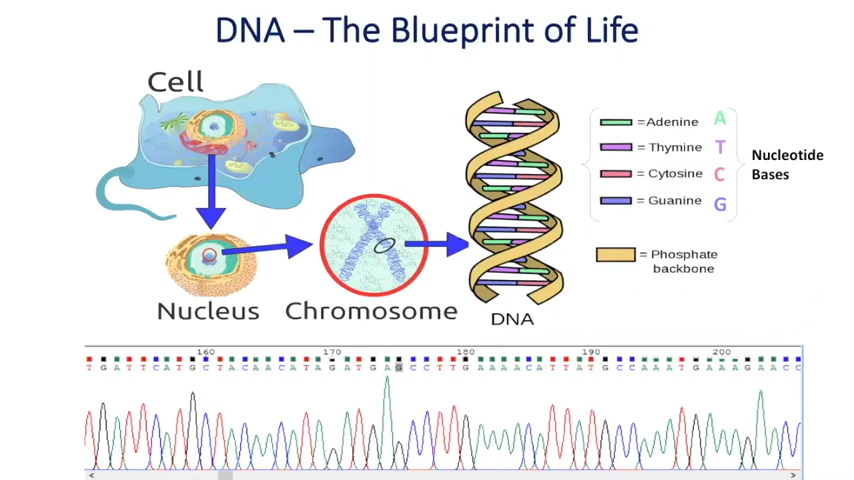 DNA – The Blueprint of Life
Cell
Nucleus
Chromosome
DNA
= Adenine A
= Thymine T
= Cytosine C
= Guanine G
Nucleotide
Bases
= Phosphate
backbone
160 170 180 190 200
T G A T T C A T G C T A C A A C A T A G A T G A G C C T T G A A A A C A T T A T G C C A A A T G A A A G A A C C